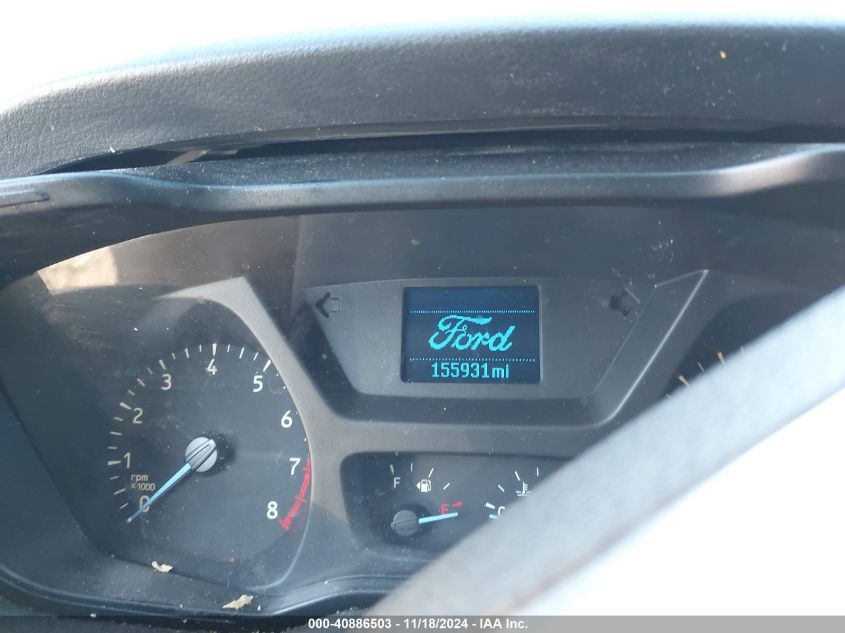 Ford
155931mi
0 1 2 3 4 5 6 7 8
rpm
x1000
F E
000-40886503 - 11/18/2024 - IAA Inc.